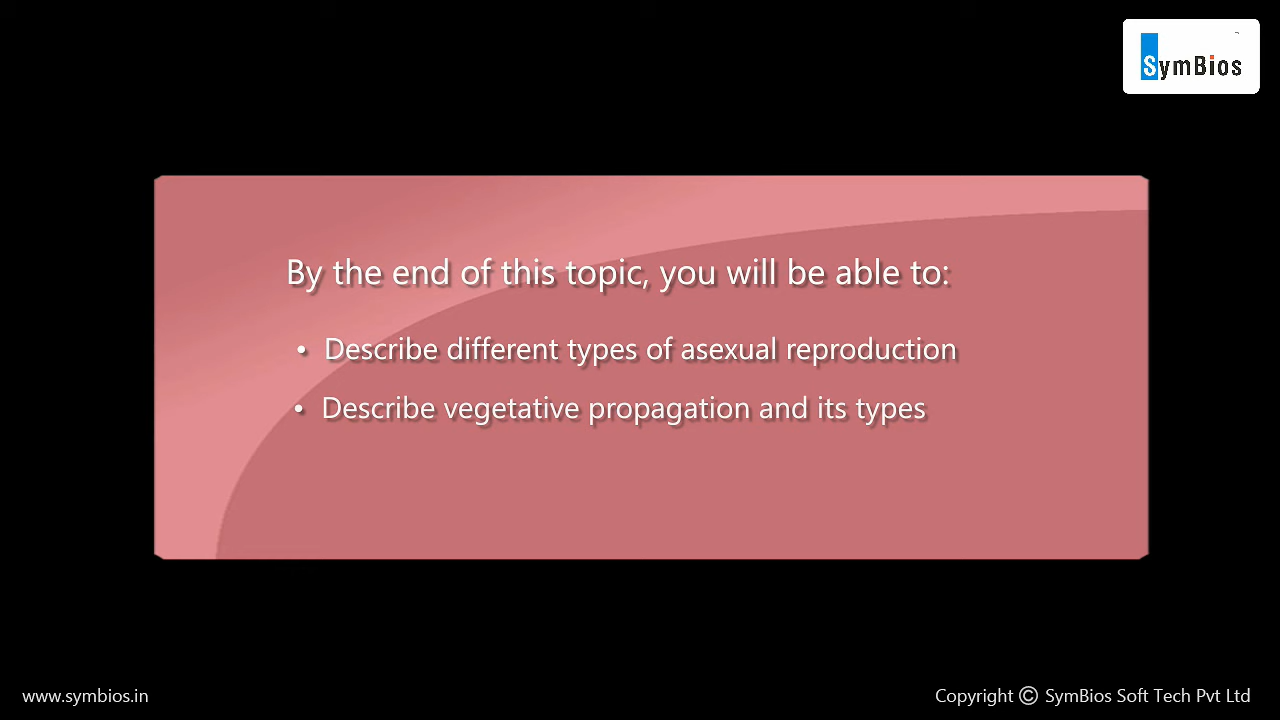 SymBios
By the end of this topic, you will be able to:
• Describe different types of asexual reproduction
• Describe vegetative propagation and its types
www.symbios.in
Copyright © SymBios Soft Tech Pvt Ltd